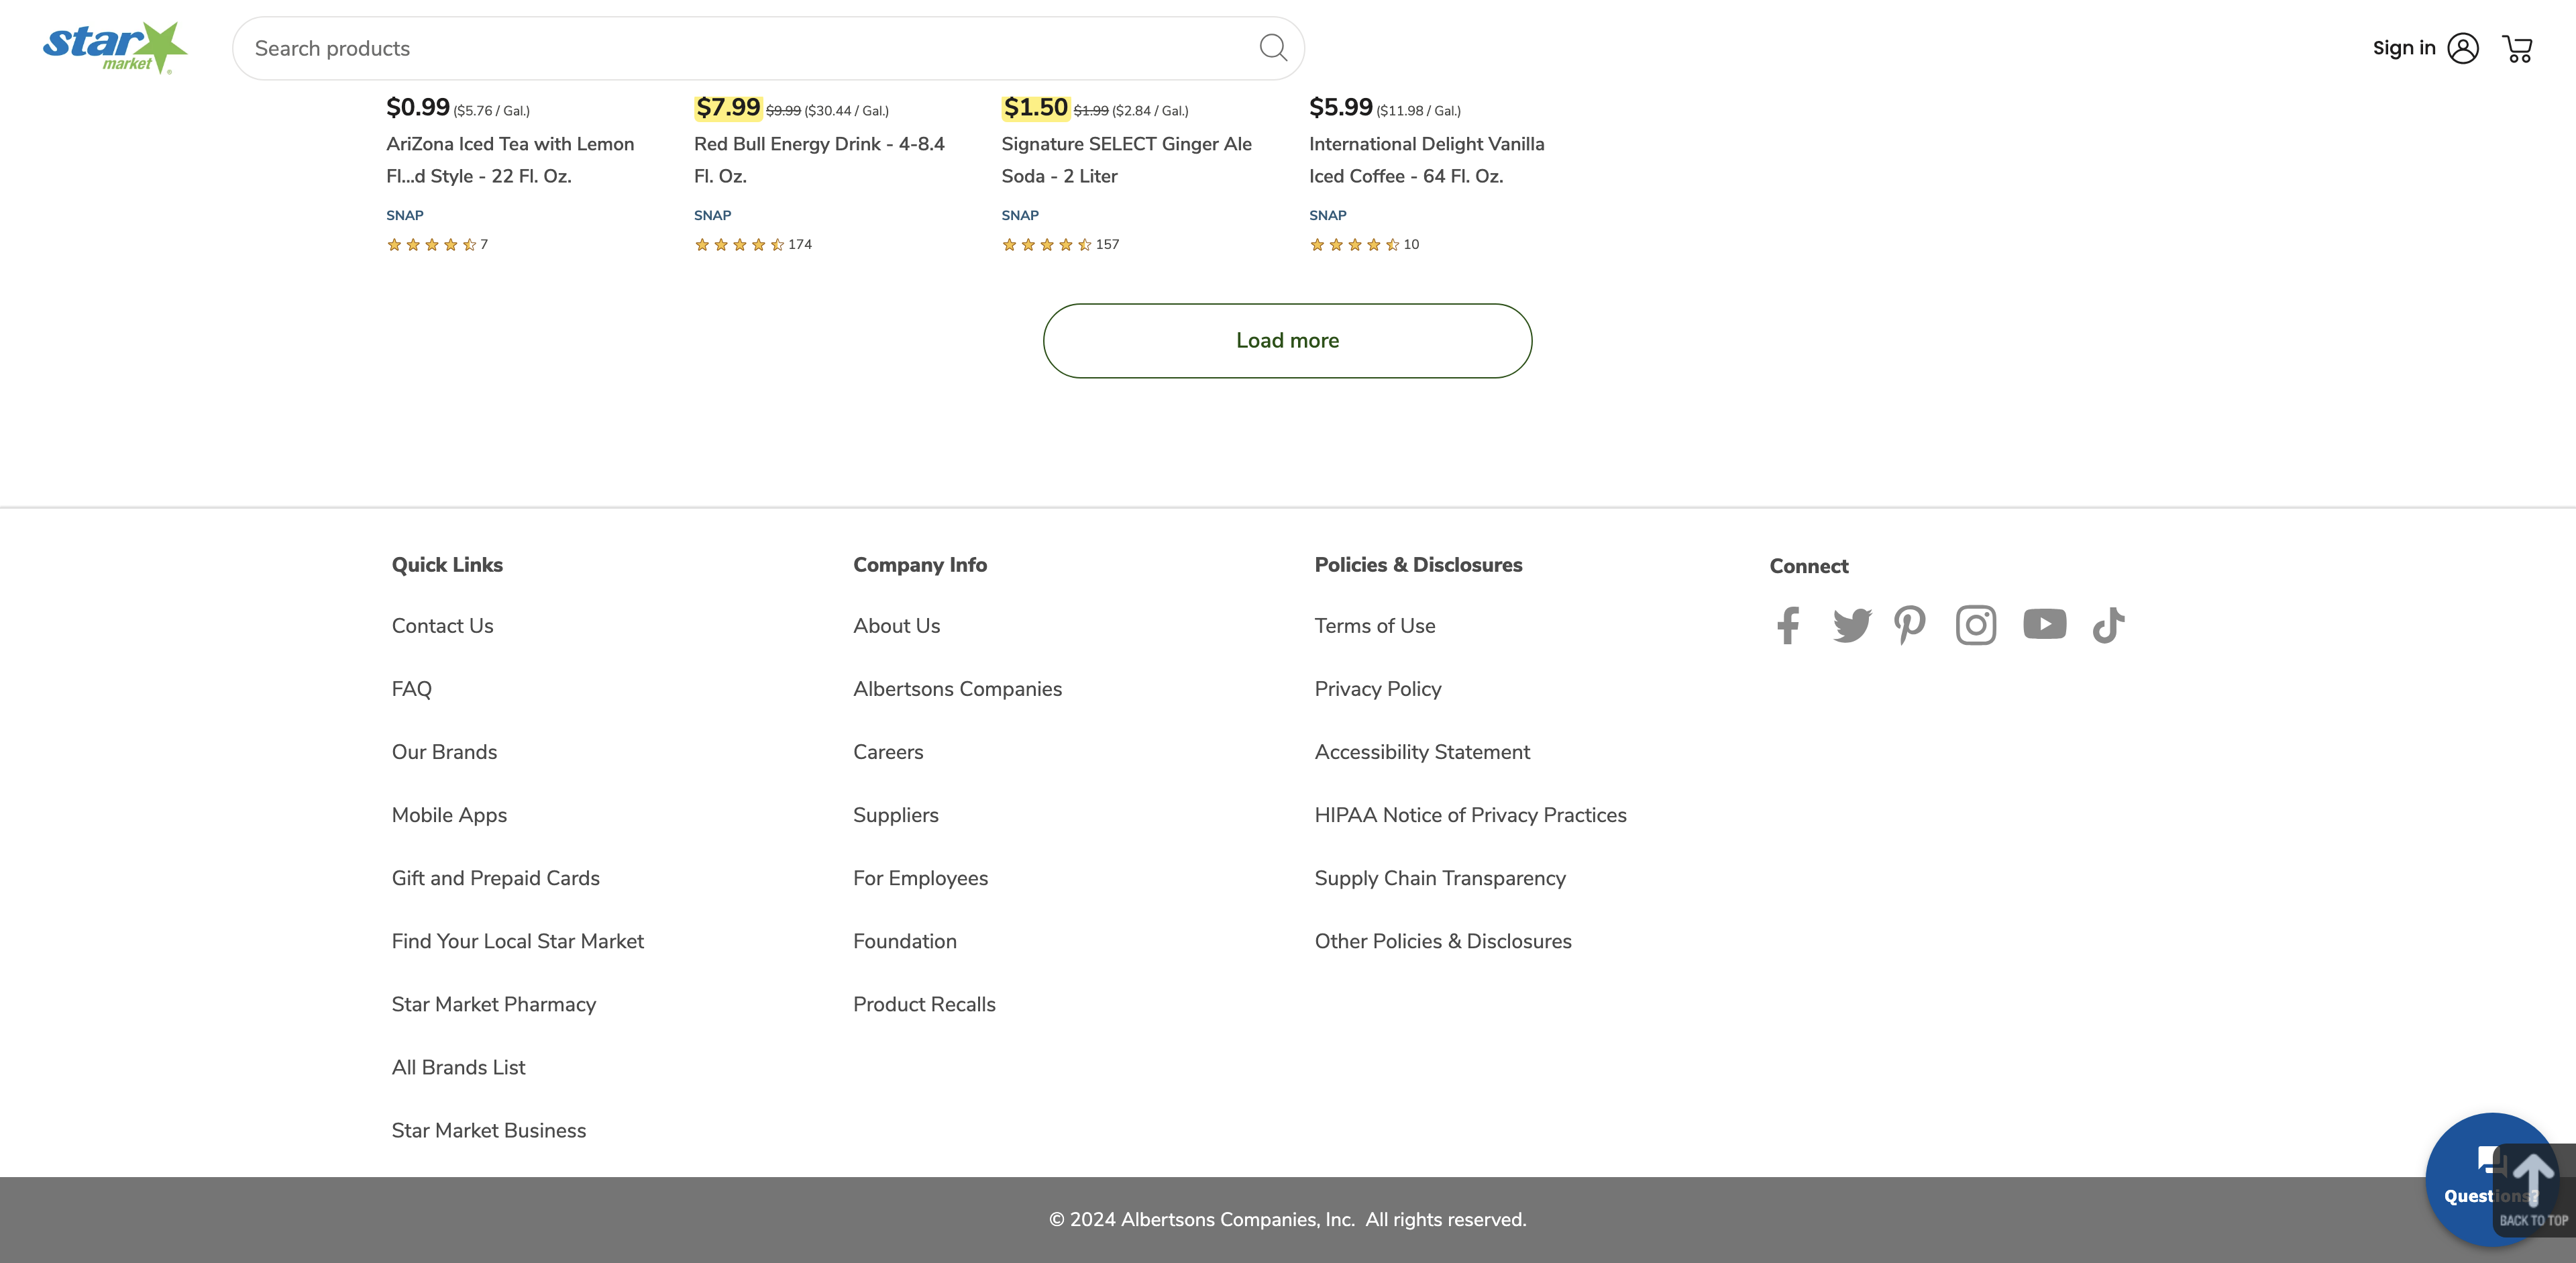 star
market
Search products
Sign in
$0.99 ($5.76 / Gal.)
AriZona Iced Tea with Lemon
Fl...d Style - 22 Fl. Oz.
SNAP
7
$7.99 $9.99 ($30.44 / Gal.)
Red Bull Energy Drink - 4-8.4
Fl. Oz.
SNAP
174
$1.50 $1.99 ($2.84 / Gal.)
Signature SELECT Ginger Ale
Soda - 2 Liter
SNAP
157
$5.99 ($11.98 / Gal.)
International Delight Vanilla
Iced Coffee - 64 Fl. Oz.
SNAP
10
Load more
Quick Links
Contact Us
FAQ
Our Brands
Mobile Apps
Gift and Prepaid Cards
Find Your Local Star Market
Star Market Pharmacy
All Brands List
Star Market Business
Company Info
About Us
Albertsons Companies
Careers
Suppliers
For Employees
Foundation
Product Recalls
Policies & Disclosures
Terms of Use
Privacy Policy
Accessibility Statement
HIPAA Notice of Privacy Practices
Supply Chain Transparency
Other Policies & Disclosures
Connect
Questions?
BACK TO TOP
© 2024 Albertsons Companies, Inc. All rights reserved.